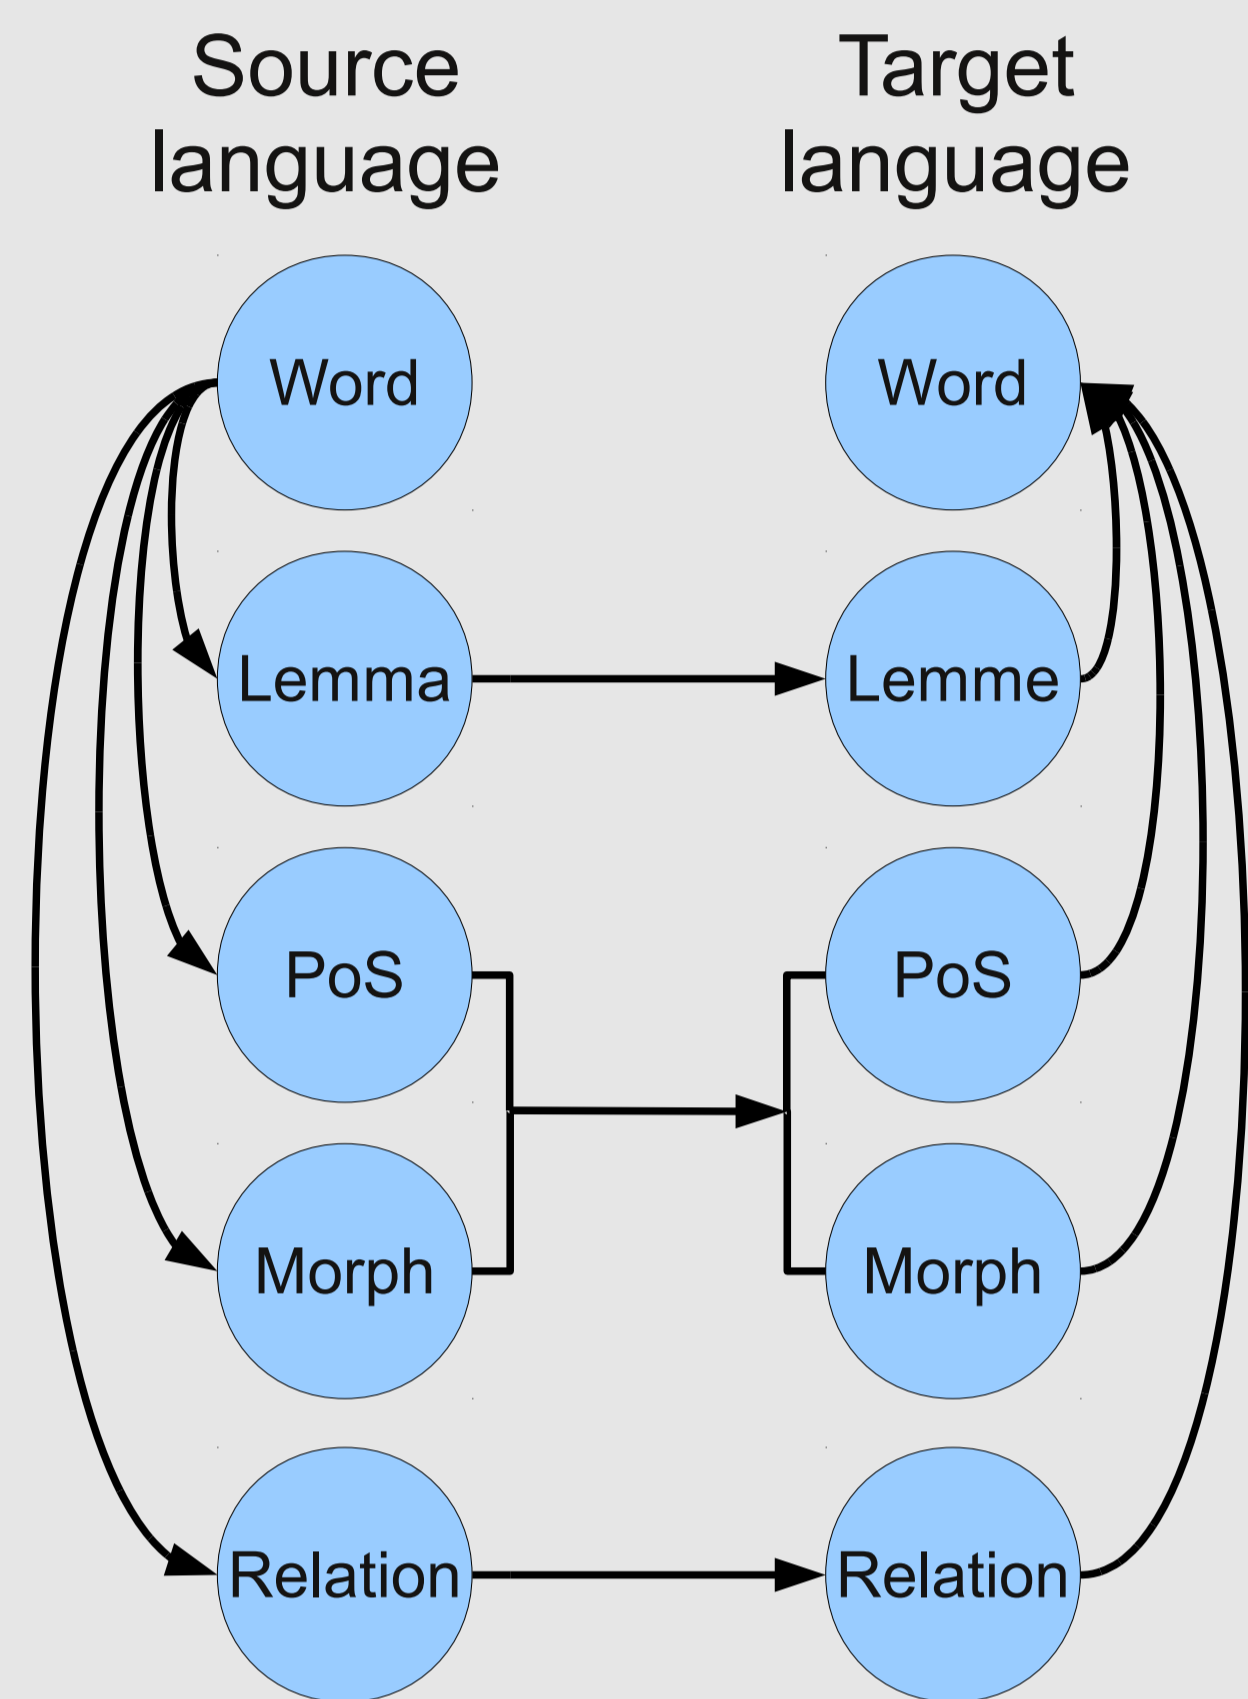 Source
language
Target
language
Word
Word
Lemma
Lemme
PoS
PoS
Morph
Morph
Relation
Relation